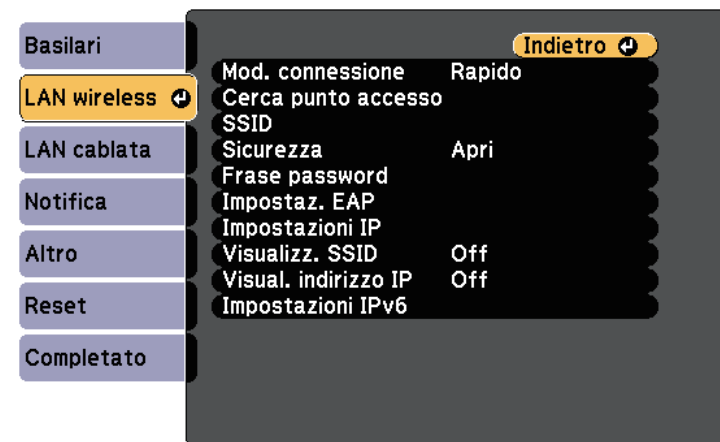 Basilari
LAN wireless
LAN cablata
Notifica
Altro
Reset
Completato
Indietro
Mod. connessione Rapido
Cerca punto accesso
SSID
Sicurezza Apri
Frase password
Impostaz. EAP
Impostazioni IP
Visualizz. SSID Off
Visual. indirizzo IP Off
Impostazioni IPv6